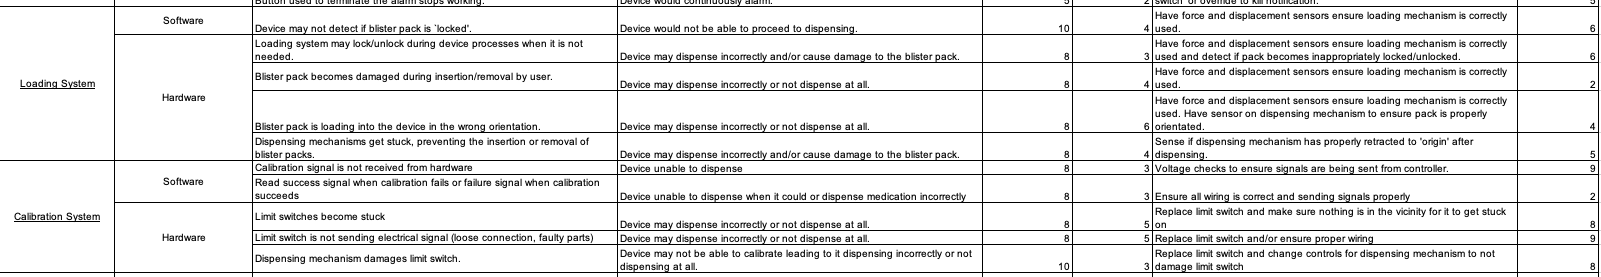 Button used to terminate the alarm stops working. Device would continuously alarm. 5 2 switch or override to kill notification. 5
Loading System
Software
Device may not detect if blister pack is `locked'. Device would not be able to proceed to dispensing. 10 4
Have force and displacement sensors ensure loading mechanism is correctly
used. 6
Hardware
Loading system may lock/unlock during device processes when it is not
needed. Device may dispense incorrectly and/or cause damage to the blister pack. 8 3
Have force and displacement sensors ensure loading mechanism is correctly
used and detect if pack becomes inappropriately locked/unlocked. 6
Blister pack becomes damaged during insertion/removal by user. Device may dispense incorrectly or not dispense at all. 8 4
Have force and displacement sensors ensure loading mechanism is correctly
used. 2
Blister pack is loading into the device in the wrong orientation. Device may dispense incorrectly or not dispense at all. 8 6
Have force and displacement sensors ensure loading mechanism is correctly
used. Have sensor on dispensing mechanism to ensure pack is properly
orientated. 4
Dispensing mechanisms get stuck, preventing the insertion or removal of
blister packs. Device may dispense incorrectly and/or cause damage to the blister pack. 8 4
Sense if dispensing mechanism has properly retracted to 'origin' after
dispensing. 5
Calibration System
Software
Calibration signal is not received from hardware Device unable to dispense 8 3 Voltage checks to ensure signals are being sent from controller. 9
Read success signal when calibration fails or failure signal when calibration
succeeds Device unable to dispense when it could or dispense medication incorrectly 8 3 Ensure all wiring is correct and sending signals properly 2
Hardware
Limit switches become stuck Device may dispense incorrectly or not dispense at all. 8 5
Replace limit switch and make sure nothing is in the vicinity for it to get stuck
on 8
Limit switch is not sending electrical signal (loose connection, faulty parts) Device may dispense incorrectly or not dispense at all. 8 5 Replace limit switch and/or ensure proper wiring 9
Dispensing mechanism damages limit switch.
Device may not be able to calibrate leading to it dispensing incorrectly or not
dispensing at all. 10 3
Replace limit switch and change controls for dispensing mechanism to not
damage limit switch 8